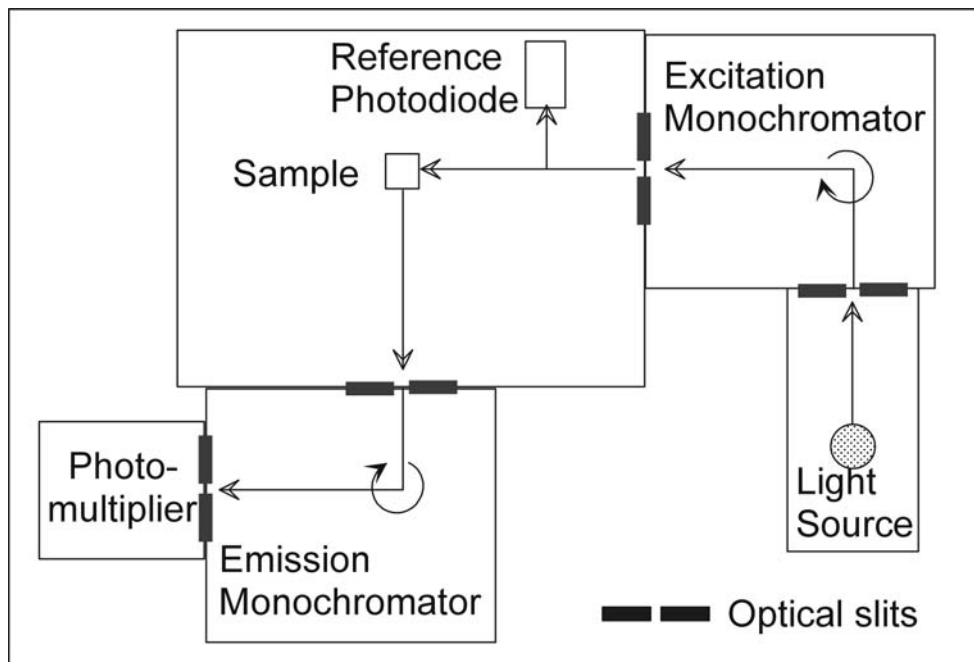 Reference
Photodiode
Excitation
Monochromator
Sample
Photo-
multiplier
Light
Source
Emission
Monochromator
Optical slits